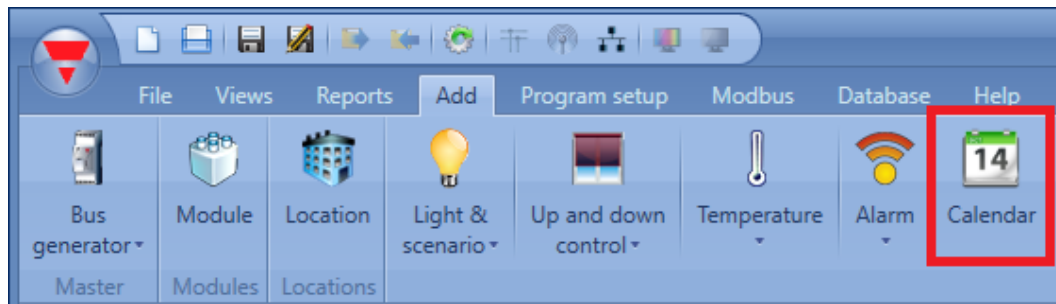 File Views Reports Add Program setup Modbus Database Help
14
Bus Module Location Light & Up and down Temperature Alarm Calendar
generator scenario control
Master Modules Locations